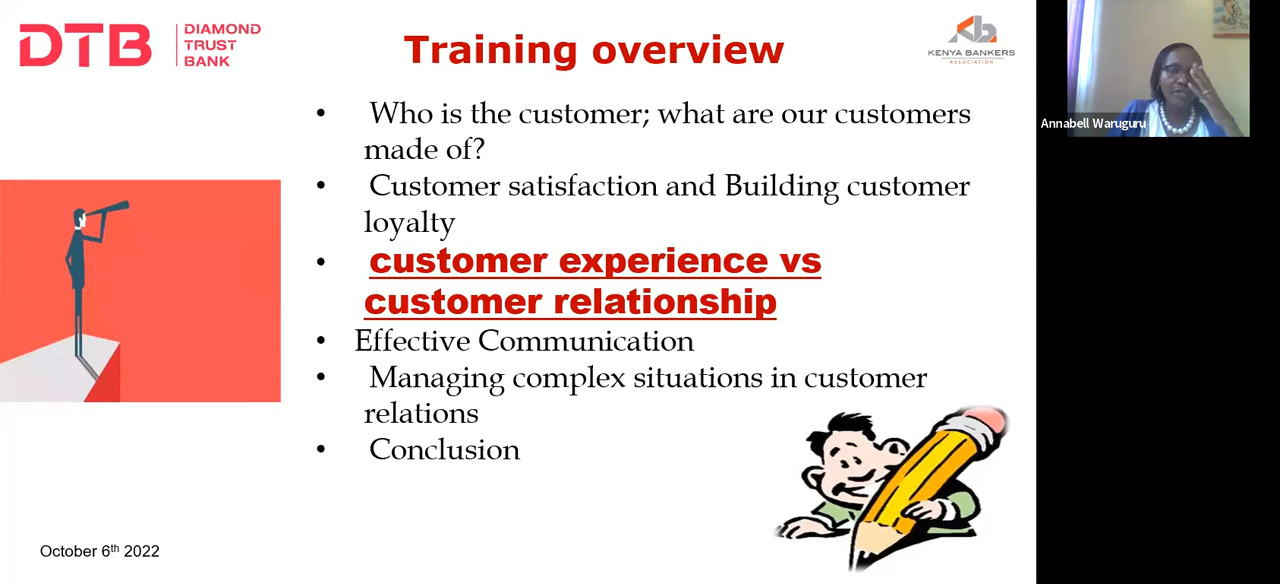 DTB
DIAMOND
TRUST
BANK
Training overview
KENYA BANKERS
ASSOCIATION
• Who is the customer; what are our customers
made of?
• Customer satisfaction and Building customer
loyalty
• customer experience vs
customer relationship
• Effective Communication
• Managing complex situations in customer
relations
• Conclusion
October 6th 2022
Annabell Waruguru